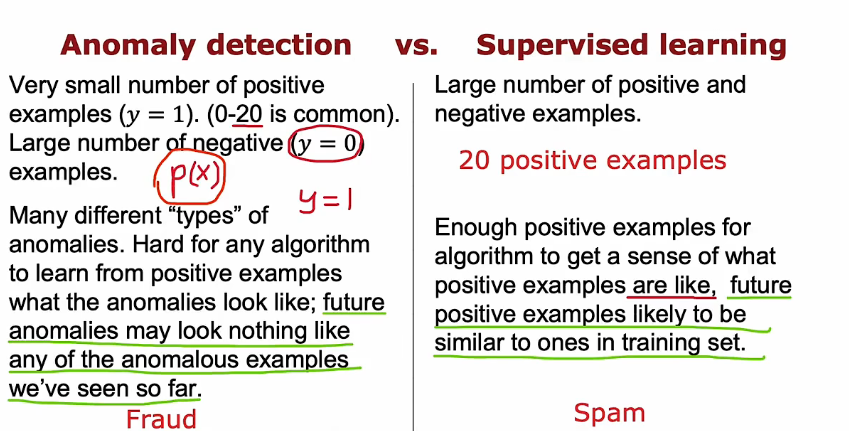 Anomaly detection vs. Supervised learning
Very small number of positive
examples (y = 1). (0-20 is common).
Large number of negative (y = 0)
examples.
p(x)
y=1
Many different “types” of
anomalies. Hard for any algorithm
to learn from positive examples
what the anomalies look like; future
anomalies may look nothing like
any of the anomalous examples
we’ve seen so far.
Fraud
Large number of positive and
negative examples.
20 positive examples
Enough positive examples for
algorithm to get a sense of what
positive examples are like, future
positive examples likely to be
similar to ones in training set.
Spam